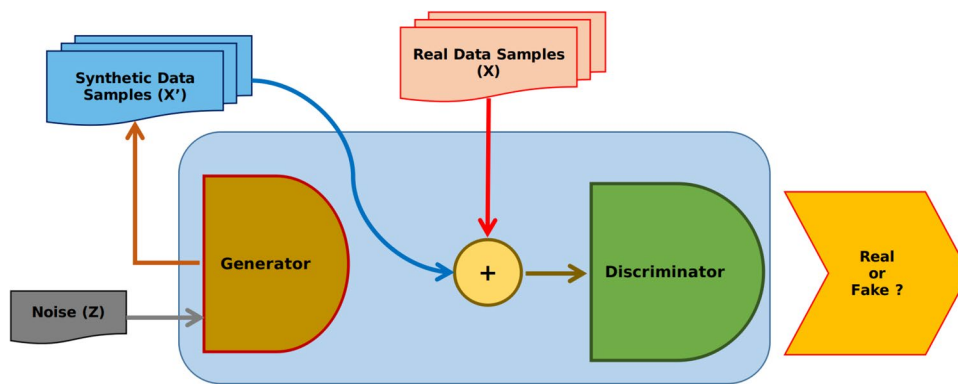 Synthetic Data
Samples (X’)
Real Data Samples
(X)
Generator
Noise (Z)
+
Discriminator
Real
or
Fake ?